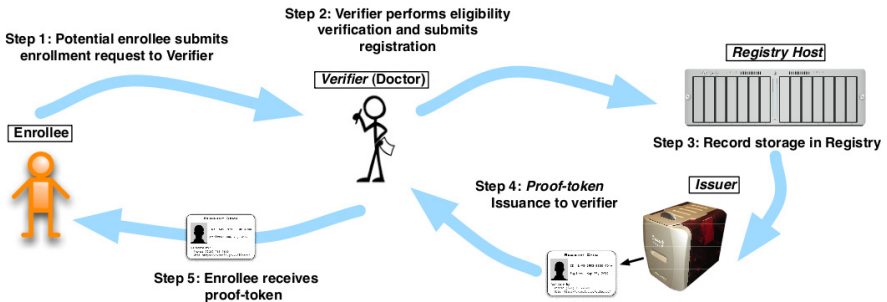 Step 1: Potential enrollee submits
enrollment request to Verifier
Step 2: Verifier performs eligibility
verification and submits
registration
Verifier (Doctor)
Registry Host
Enrollee
Step 3: Record storage in Registry
Step 4: Proof-token
Issuance to verifier
Issuer
Step 5: Enrollee receives
proof-token